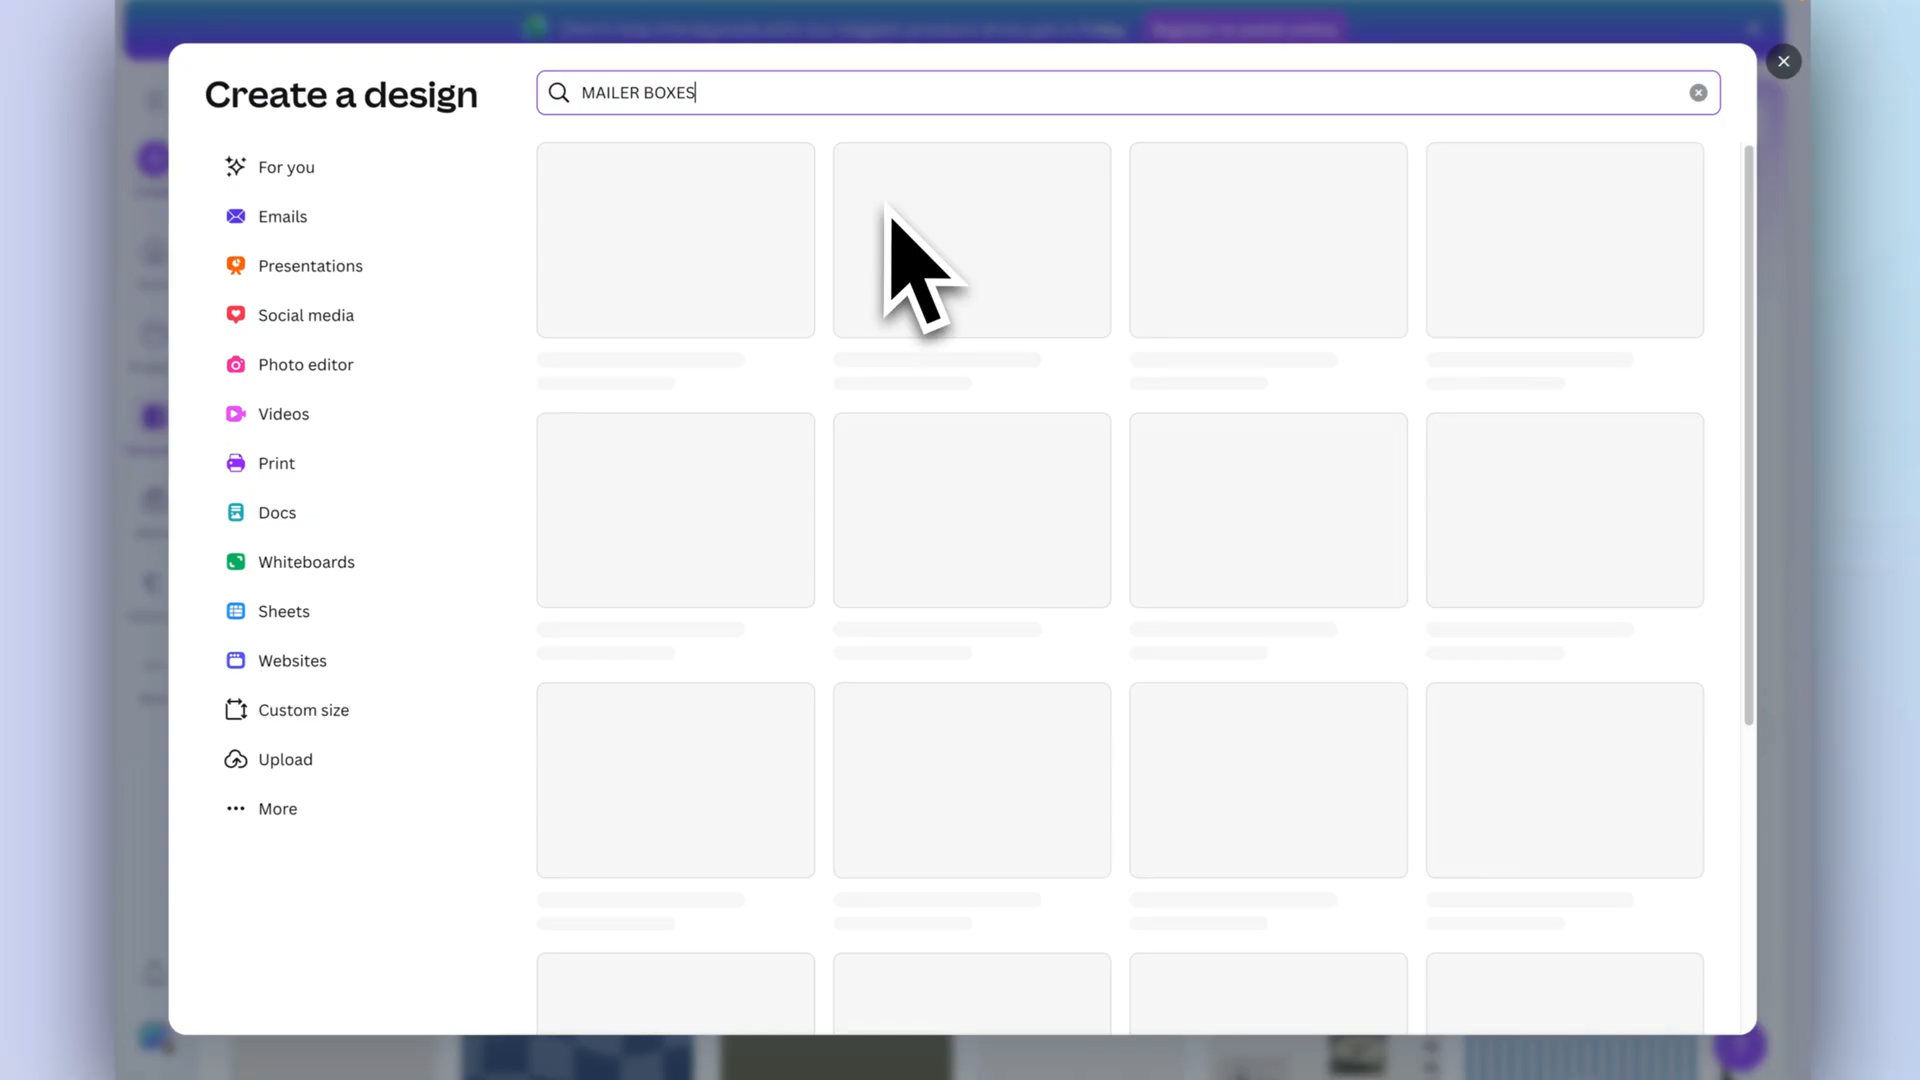 Create a design
MAILER BOXES
For you
Emails
Presentations
Social media
Photo editor
Videos
Print
Docs
Whiteboards
Sheets
Websites
Custom size
Upload
More